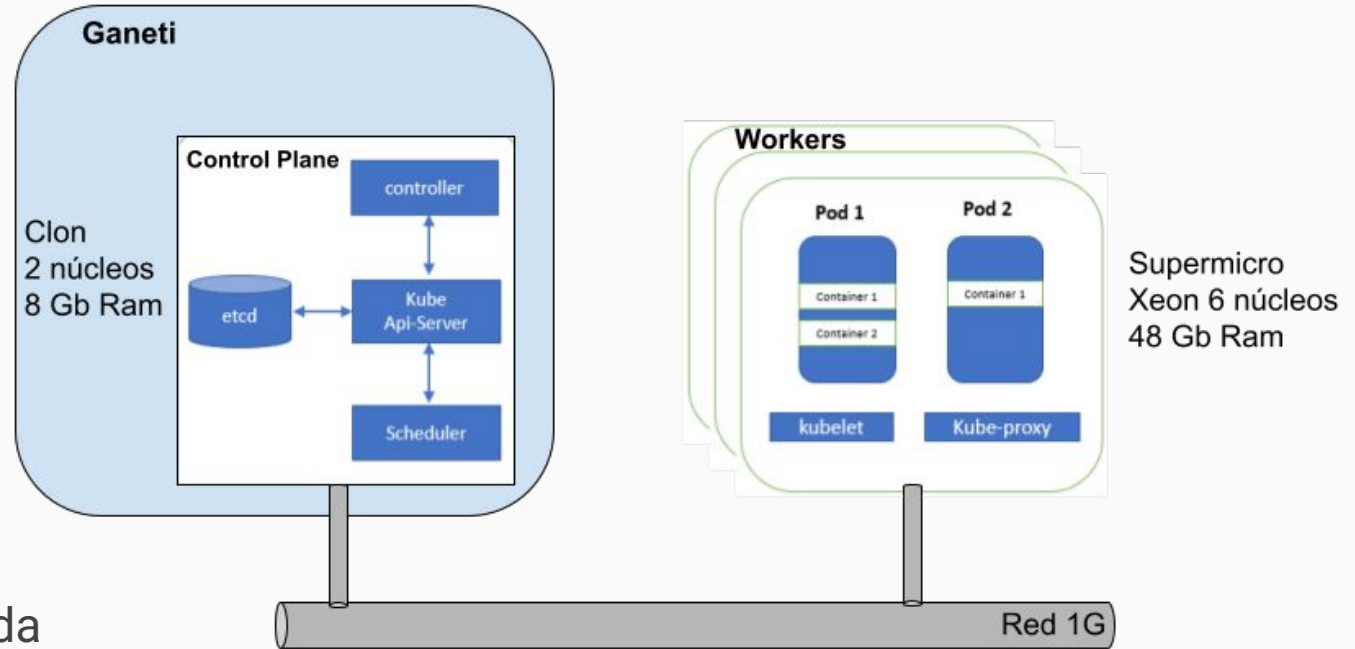 Ganeti
Control Plane
controller
Clon
2 núcleos
8 Gb Ram
etcd
Kube
Api-Server
Scheduler
Workers
Pod 1
Pod 2
Container 1
Container 2
Container 1
kubelet
Kube-proxy
Supermicro
Xeon 6 núcleos
48 Gb Ram
Red 1G
da